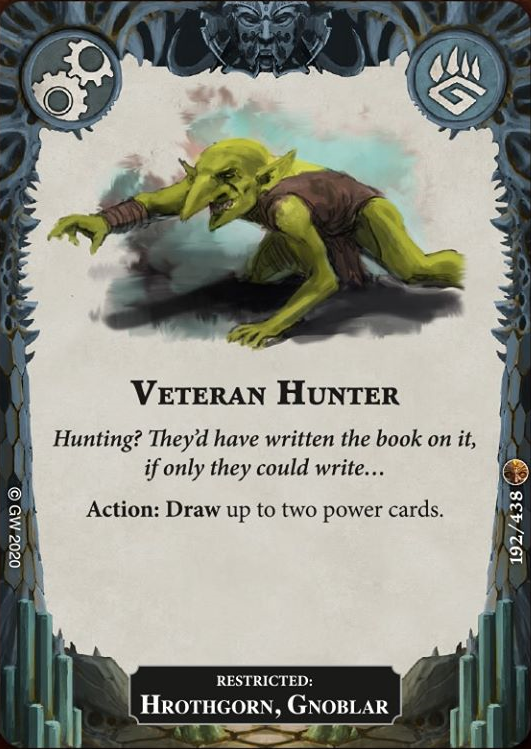 VETERAN HUNTER
Hunting? They'd have written the book on it,
if only they could write…
Action: Draw up to two power cards.
© GW 2020
192/438
RESTRICTED:
HROTHGORN, GNOBLAR